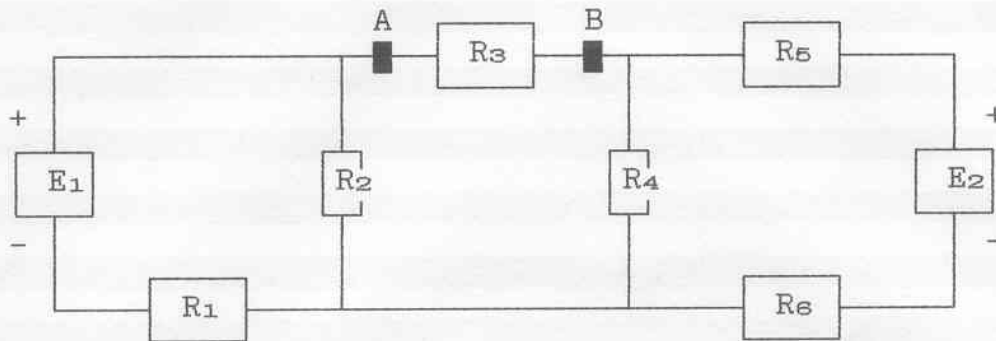 A B
R3 R5
+ +
E1 R2 R4 E2
- -
R1 R6